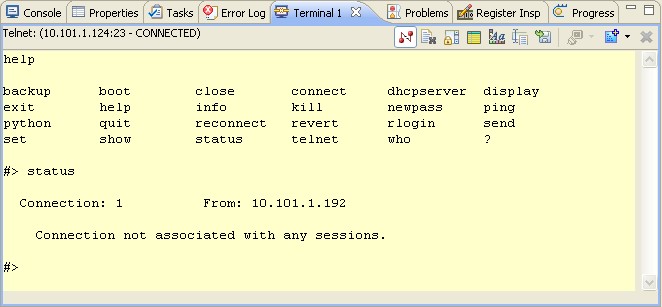 Console Properties Tasks Error Log Terminal 1 Problems Register Insp Progress
Telnet: (10.101.1.124:23 - CONNECTED)
help
backup boot close connect dhcpserver display
exit help info kill newpass ping
python quit reconnect revert rlogin send
set show status telnet who ?
#> status
Connection: 1 From: 10.101.1.192
Connection not associated with any sessions.
#>